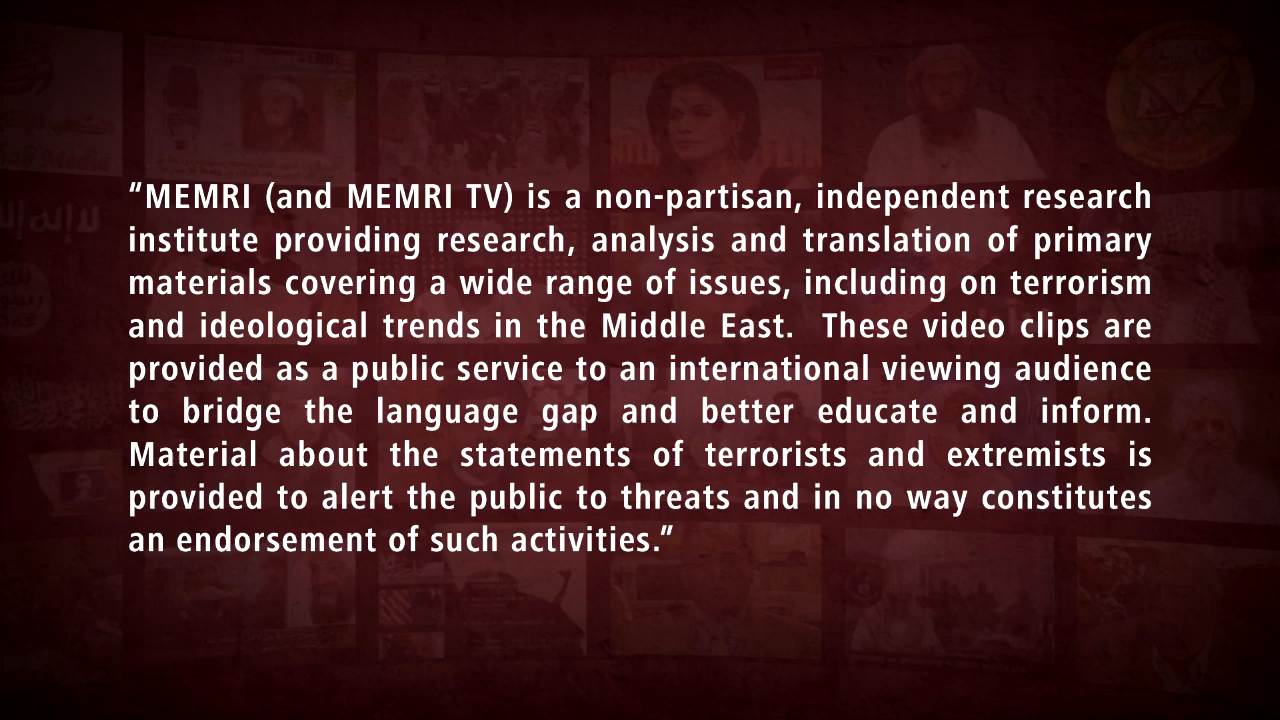 “MEMRI (and MEMRI TV) is a non-partisan, independent research
institute providing research, analysis and translation of primary
materials covering a wide range of issues, including on terrorism
and ideological trends in the Middle East.  These video clips are
provided as a public service to an international viewing audience
to bridge the language gap and better educate and inform.
Material about the statements of terrorists and extremists is
provided to alert the public to threats and in no way constitutes
an endorsement of such activities.”